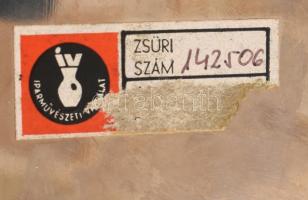 iv
IPARMŰVÉSZETI VÁLLALAT
ZSŰRI
SZÁM 142506